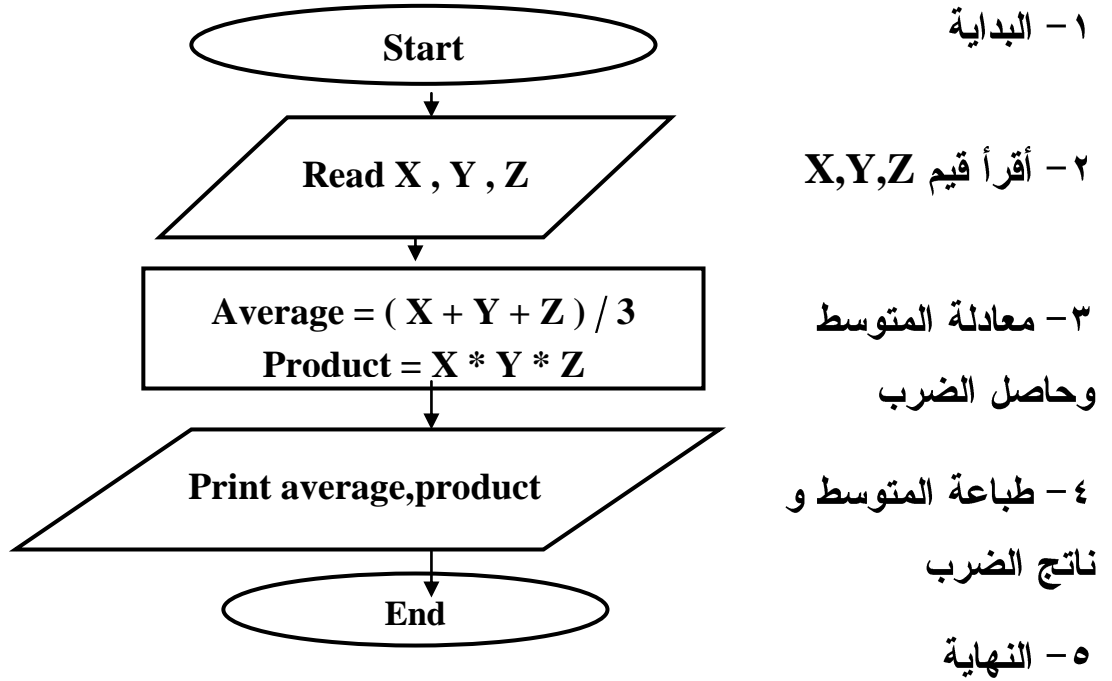 Start
١- البداية
Read X , Y , Z
٢- أقرأ قيم X,Y,Z
Average = ( X + Y + Z ) / 3
Product = X * Y * Z
٣- معادلة المتوسط
وحاصل الضرب
Print average,product
٤- طباعة المتوسط و
ناتج الضرب
End
٥- النهاية